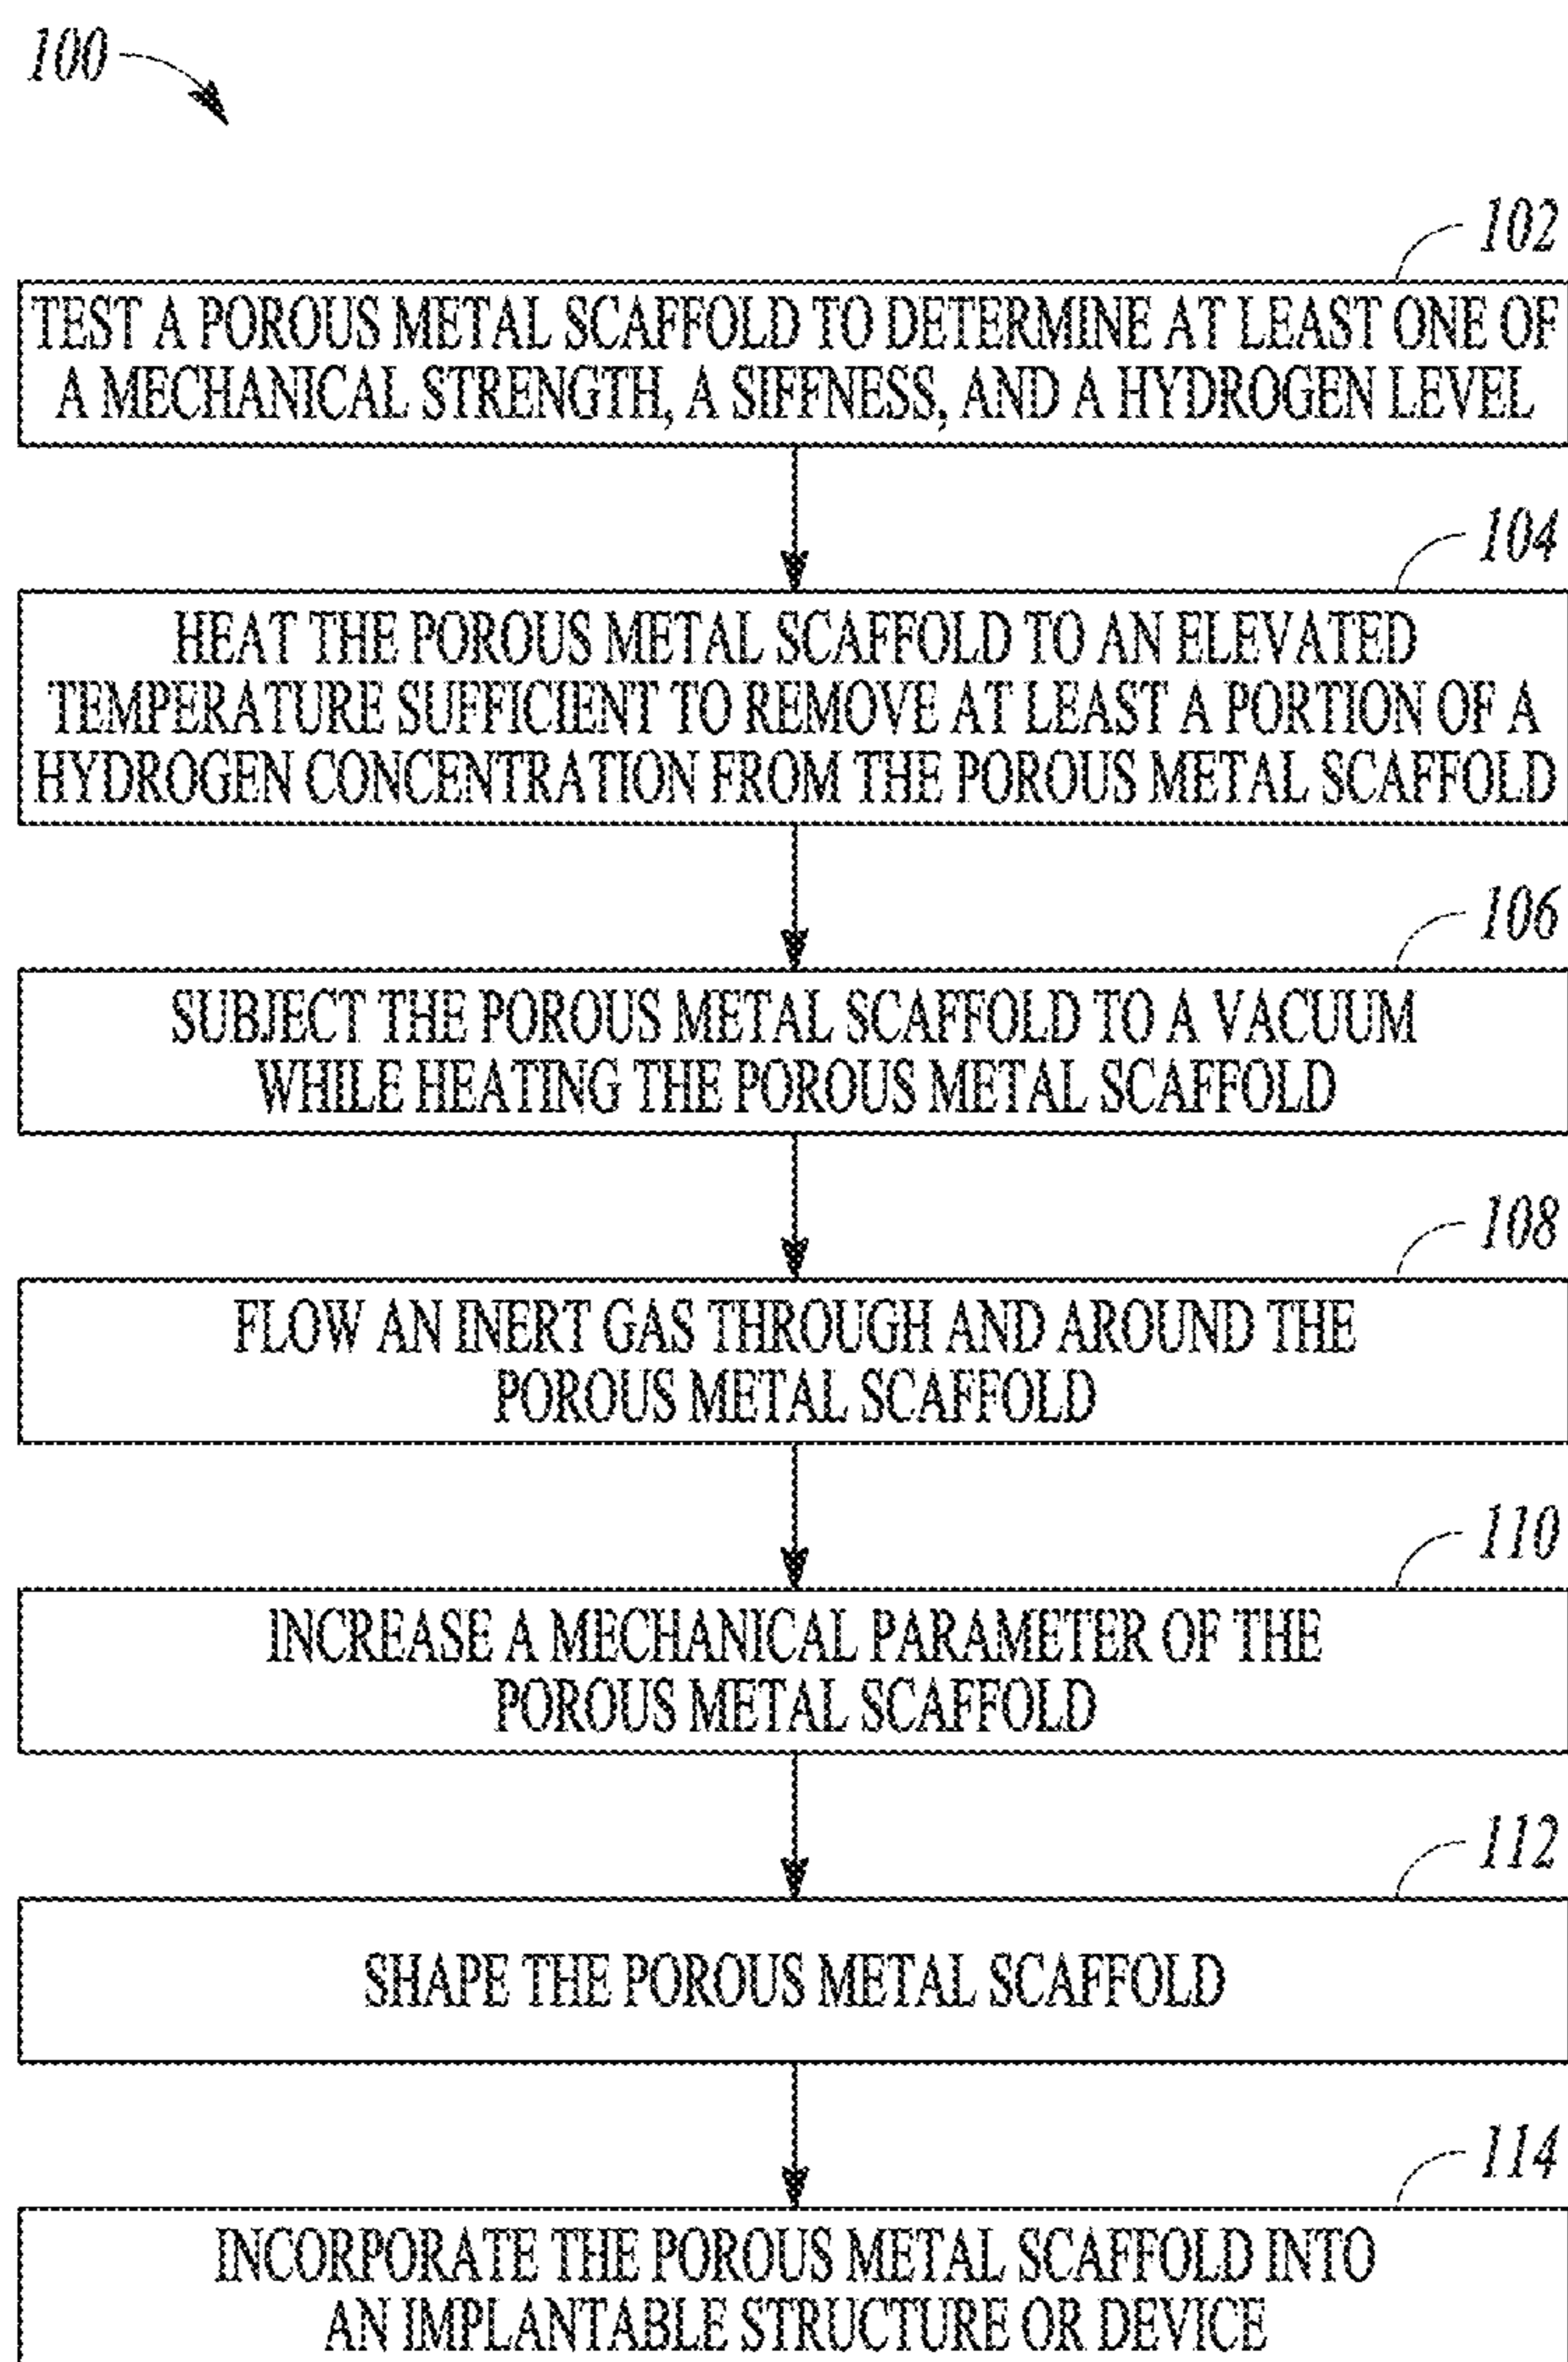 100
102
TEST A POROUS METAL SCAFFOLD TO DETERMINE AT LEAST ONE OF
A MECHANICAL STRENGTH, A SIFFNESS, AND A HYDROGEN LEVEL
104
HEAT THE POROUS METAL SCAFFOLD TO AN ELEVATED
TEMPERATURE SUFFICIENT TO REMOVE AT LEAST A PORTION OF A
HYDROGEN CONCENTRATION FROM THE POROUS METAL SCAFFOLD
106
SUBJECT THE POROUS METAL SCAFFOLD TO A VACUUM
WHILE HEATING THE POROUS METAL SCAFFOLD
108
FLOW AN INERT GAS THROUGH AND AROUND THE
POROUS METAL SCAFFOLD
110
INCREASE A MECHANICAL PARAMETER OF THE
POROUS METAL SCAFFOLD
112
SHAPE THE POROUS METAL SCAFFOLD
114
INCORPORATE THE POROUS METAL SCAFFOLD INTO
AN IMPLANTABLE STRUCTURE OR DEVICE